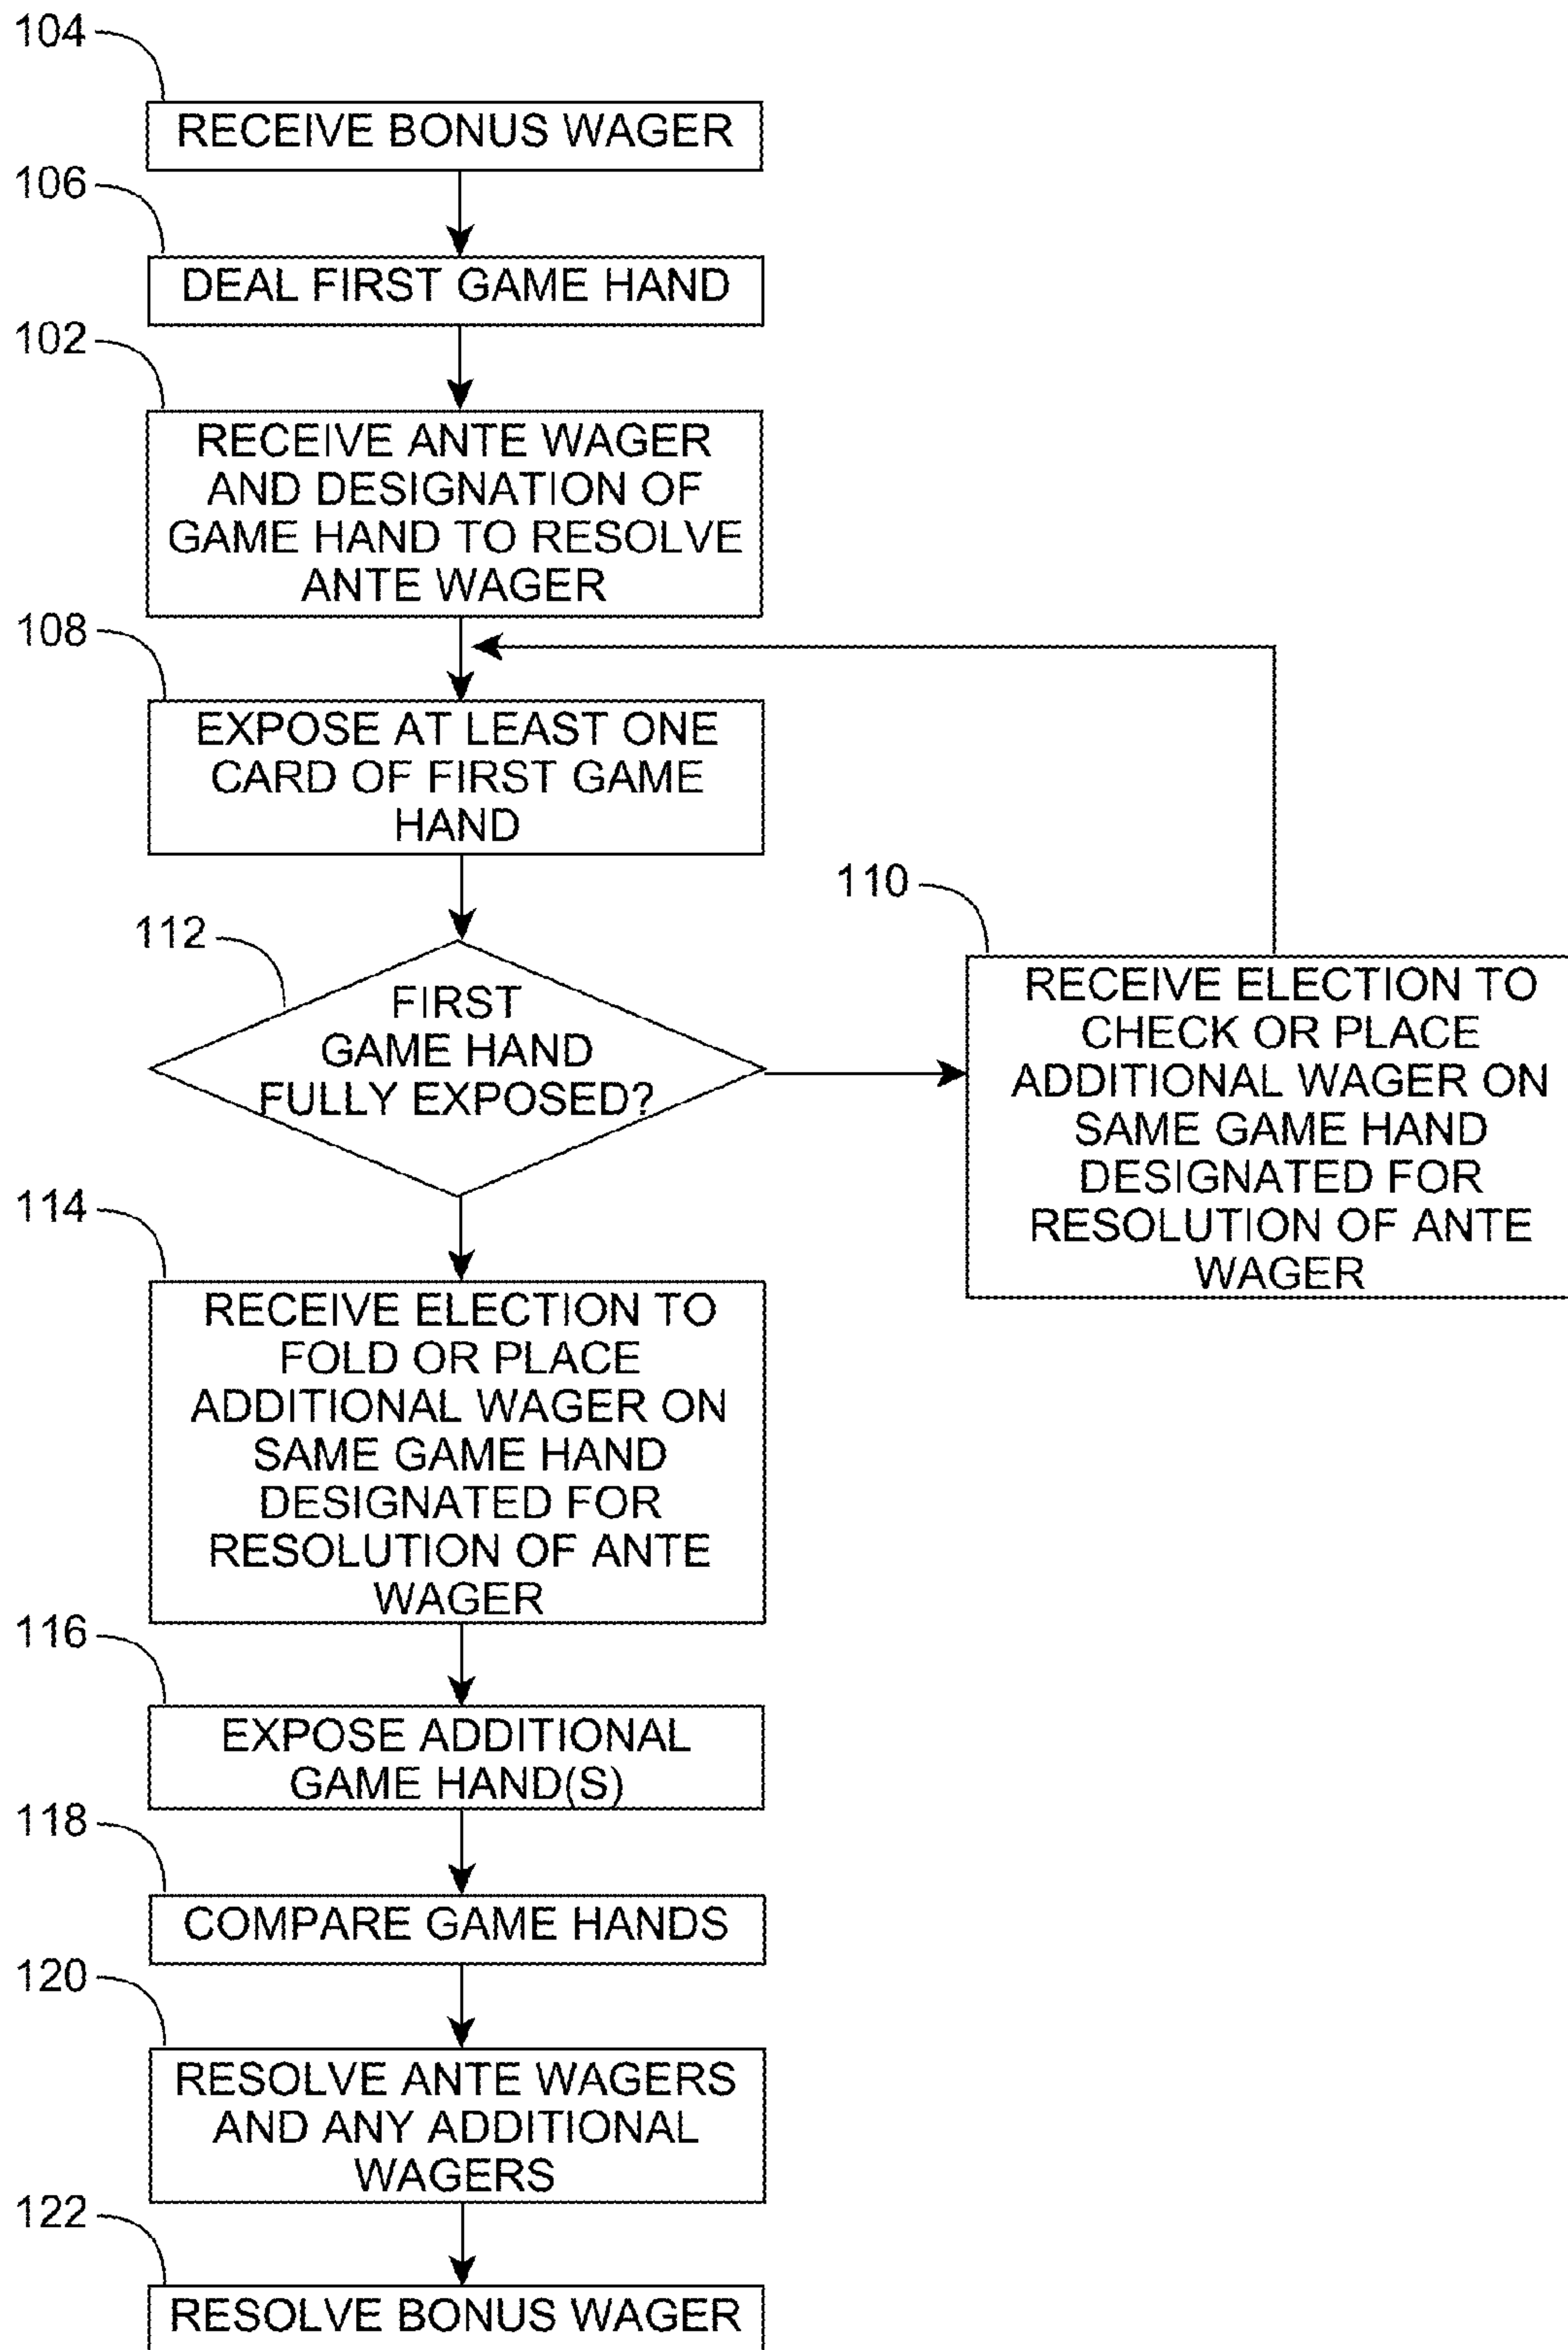 104
RECEIVE BONUS WAGER
106
DEAL FIRST GAME HAND
102
RECEIVE ANTE WAGER
AND DESIGNATION OF
GAME HAND TO RESOLVE
ANTE WAGER
108
EXPOSE AT LEAST ONE
CARD OF FIRST GAME
HAND
112
FIRST
GAME HAND
FULLY EXPOSED?
110
RECEIVE ELECTION TO
CHECK OR PLACE
ADDITIONAL WAGER ON
SAME GAME HAND
DESIGNATED FOR
RESOLUTION OF ANTE
WAGER
114
RECEIVE ELECTION TO
FOLD OR PLACE
ADDITIONAL WAGER ON
SAME GAME HAND
DESIGNATED FOR
RESOLUTION OF ANTE
WAGER
116
EXPOSE ADDITIONAL
GAME HAND(S)
118
COMPARE GAME HANDS
120
RESOLVE ANTE WAGERS
AND ANY ADDITIONAL
WAGERS
122
RESOLVE BONUS WAGER